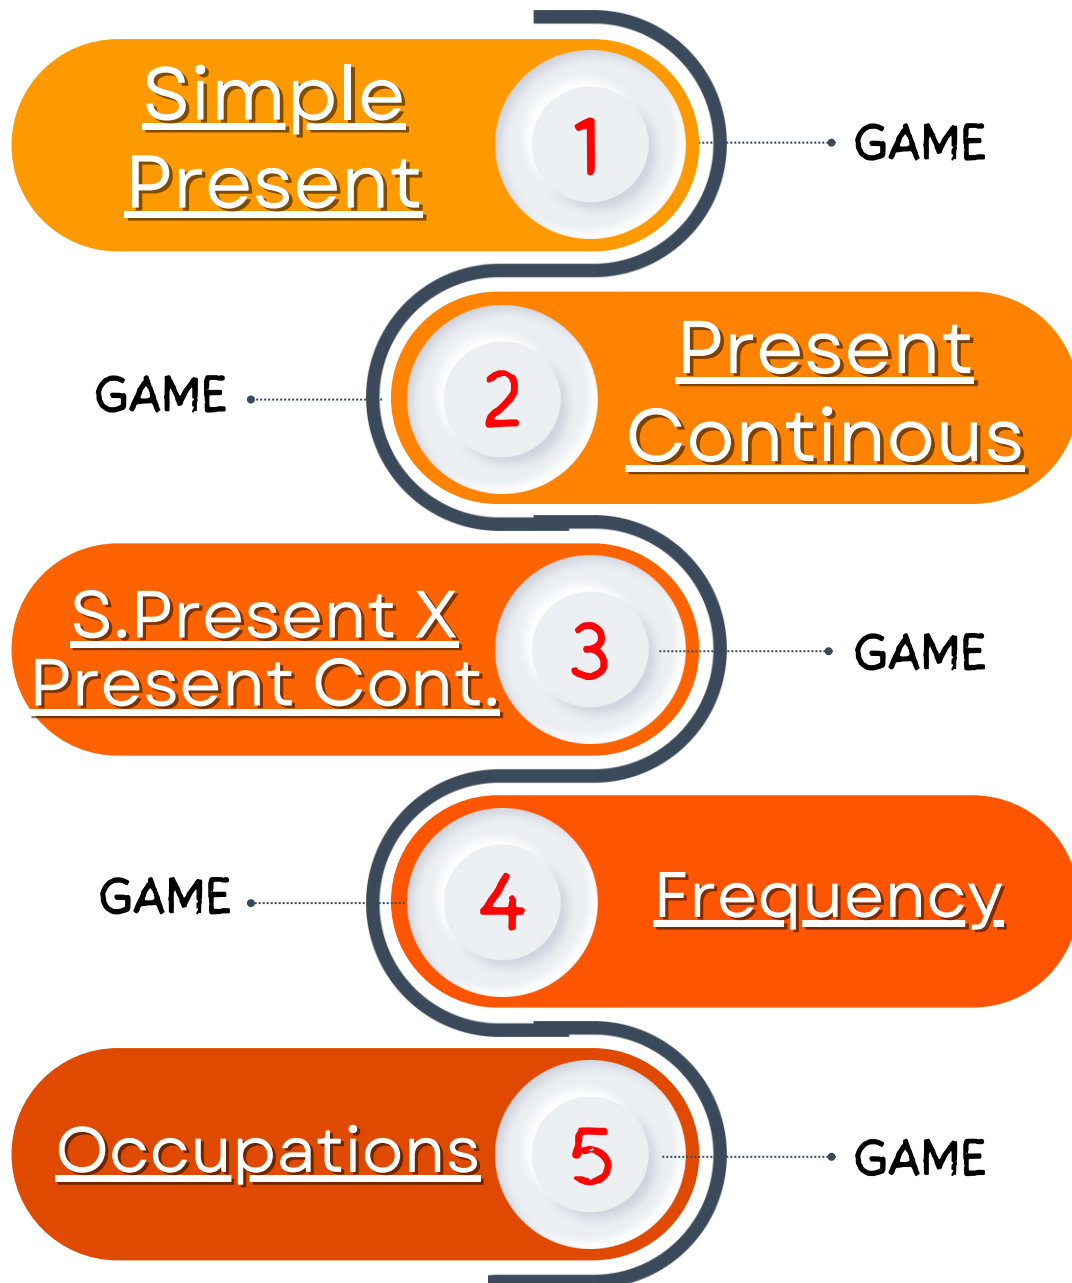 Simple
Present
1
GAME
GAME
2
Present
Continous
S.Present X
Present Cont.
3
GAME
GAME
4
Frequency
Occupations
5
GAME